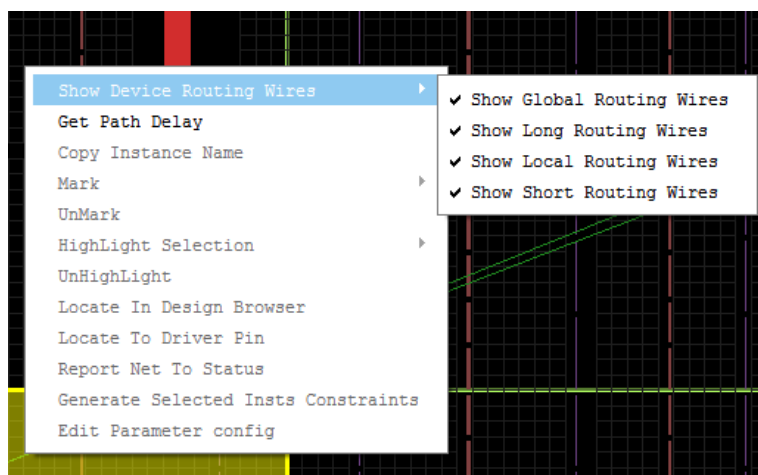 Show Device Routing Wires
Get Path Delay
Copy Instance Name
Mark
UnMark
HighLight Selection
UnHighLight
Locate In Design Browser
Locate To Driver Pin
Report Net To Status
Generate Selected Insts Constraints
Edit Parameter config
Show Global Routing Wires
Show Long Routing Wires
Show Local Routing Wires
Show Short Routing Wires